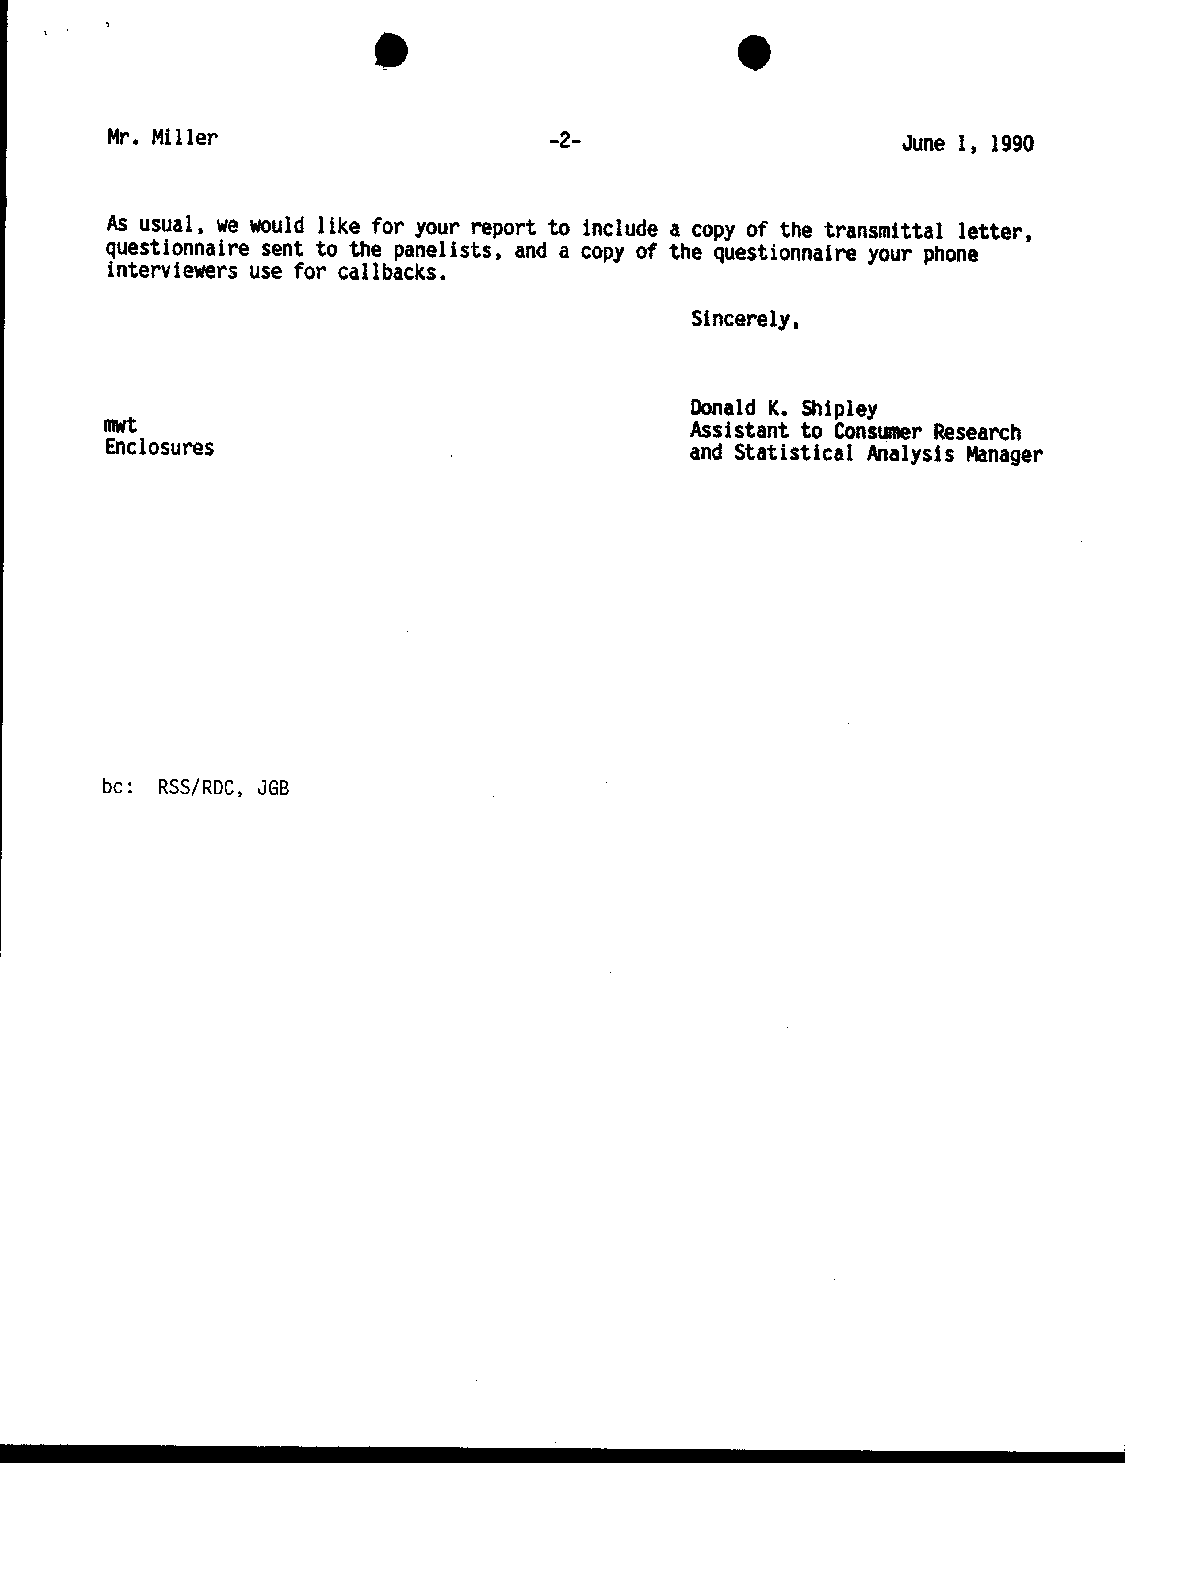 Mr. Miller -2- June 1, 1990
As usual, we would like for your report to include a copy of the transmittal letter,
questionnaire sent to the panelists, and a copy of the questionnaire your phone
interviewers use for callbacks.
Sincerely,
Donald K. Shipley
Assistant to Consumer Research
and Statistical Analysis Manager
mwt
Enclosures
bc: RSS/RDC, JGB